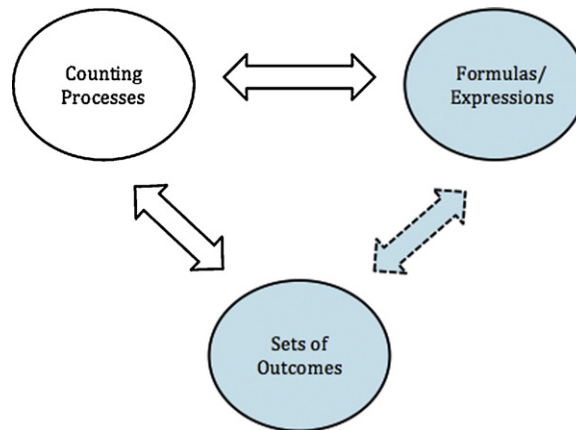 Counting
Processes
Formulas/
Expressions
Sets of
Outcomes